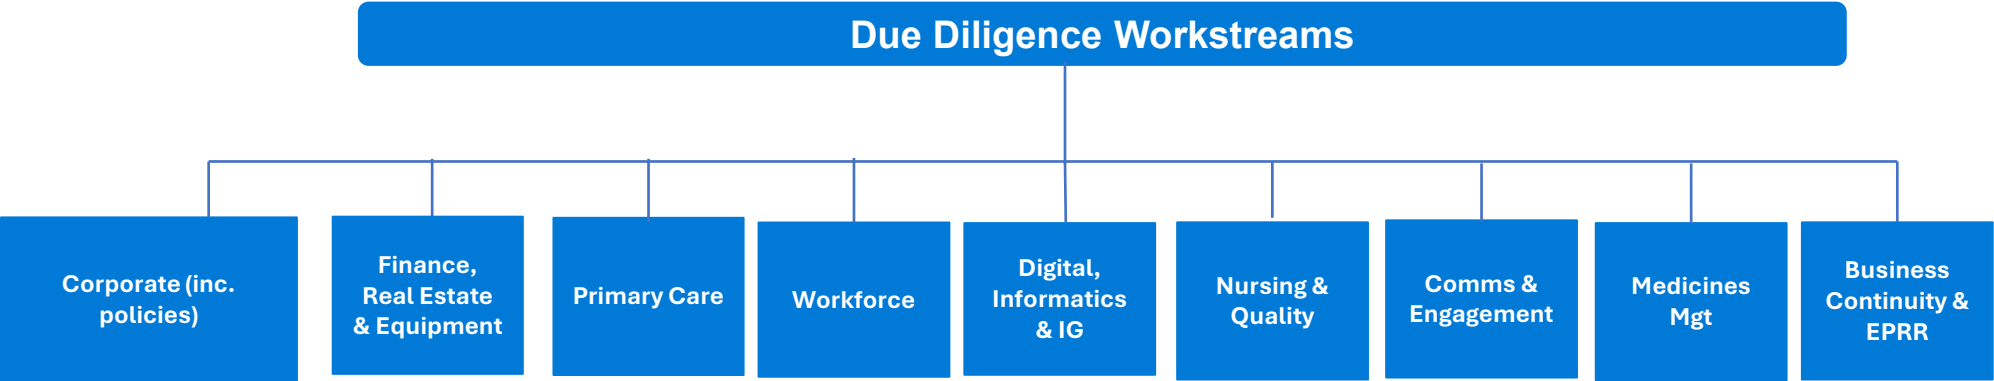 Due Diligence Workstreams
Corporate (inc.
policies)
Finance,
Real Estate
& Equipment
Primary Care
Workforce
Digital,
Informatics
& IG
Nursing &
Quality
Comms &
Engagement
Medicines
Mgt
Business
Continuity &
EPRR